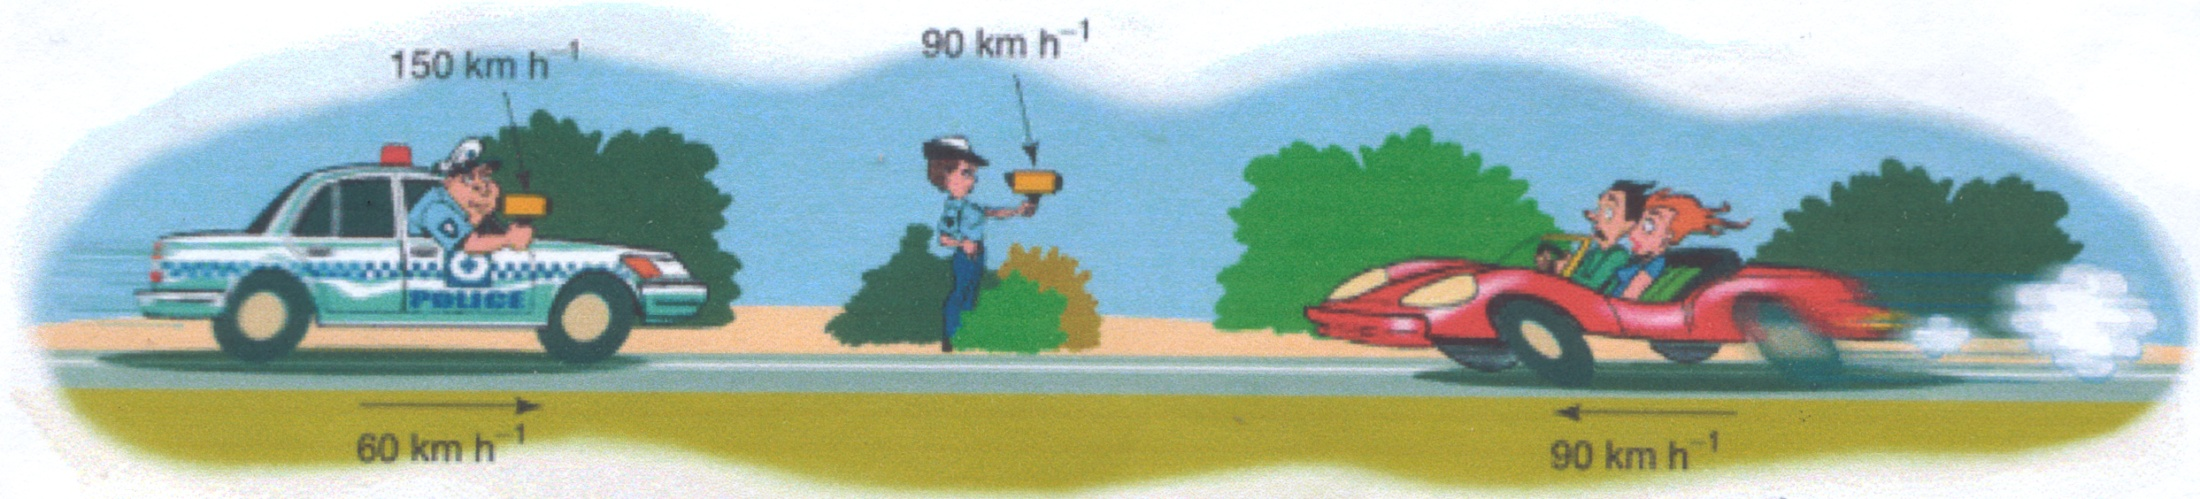 150 km h⁻¹
90 km h⁻¹
POLICE
60 km h⁻¹
90 km h⁻¹